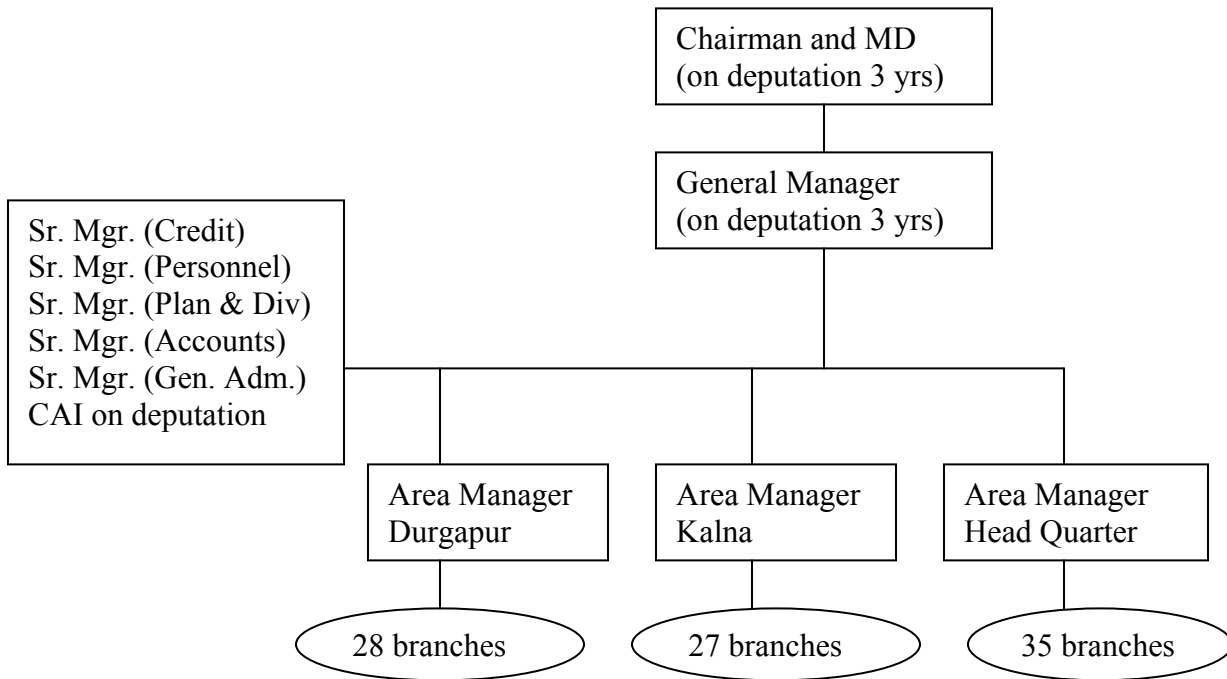 Chairman and MD
(on deputation 3 yrs)
General Manager
(on deputation 3 yrs)
Sr. Mgr. (Credit)
Sr. Mgr. (Personnel)
Sr. Mgr. (Plan & Div)
Sr. Mgr. (Accounts)
Sr. Mgr. (Gen. Adm.)
CAI on deputation
Area Manager
Durgapur
Area Manager
Kalna
Area Manager
Head Quarter
28 branches
27 branches
35 branches